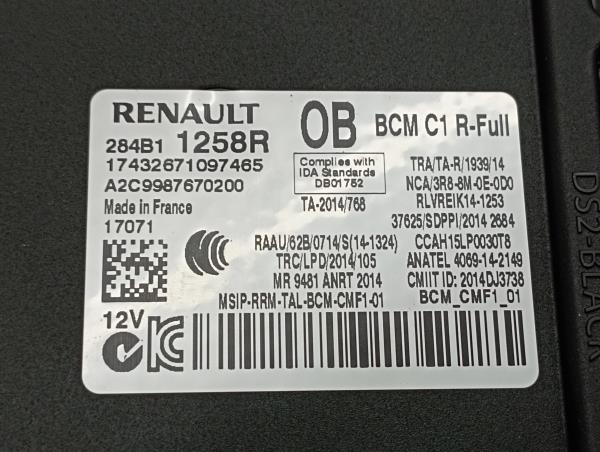 RENAULT
284B1 1258R
17432671097465
A2C9987670200
Made in France
17071
0B
BCM C1 R-Full
Complies with
IDA Standards
DB01752
TA-2014/768
TRA/TA-R/1939/14
NCA/3R8-8M-0E-0D0
RLVREIK14-1253
37625/SDPPI/2014 2684
RAAU/62B/0714/S(14-1324)
CCAH15LP0030T8
TRC/LPD/2014/105
ANATEL 4069-14-2149
MR 9481 ANRT 2014
CMIIT ID: 2014DJ3738
MSIP-RRM-TAL-BCM-CMF1-01
BCM_CMF1_01
12V
DS2-BLACK